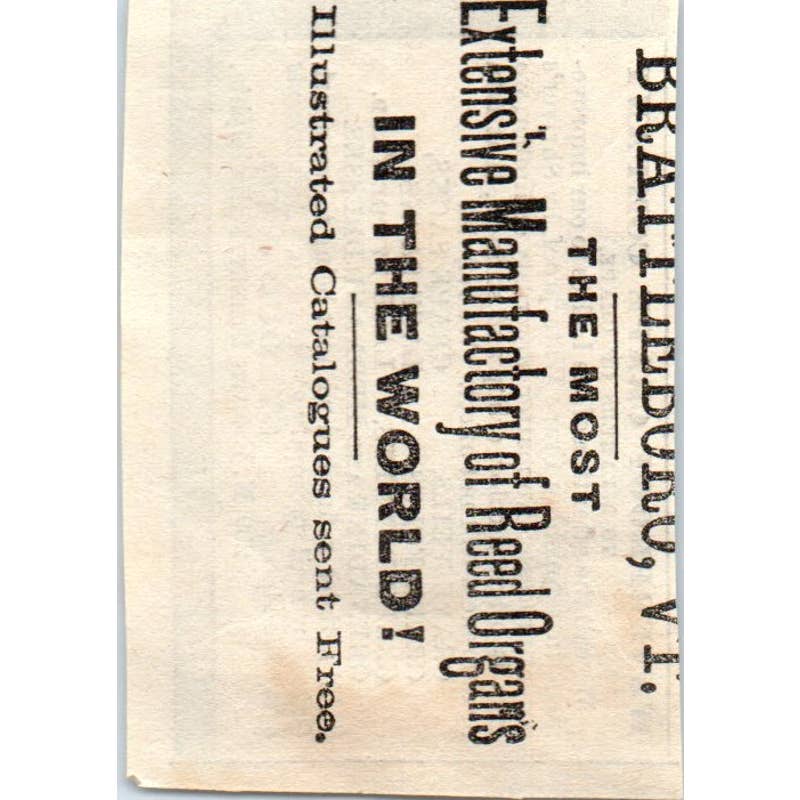 BRATTLEBORO, VT.
THE MOST
Extensive Manufactory of Reed Organs
IN THE WORLD!
Illustrated Catalogues sent Free.